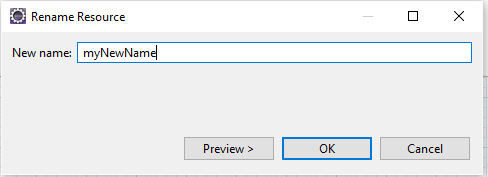 Rename Resource
New name: myNewName
Preview > OK Cancel